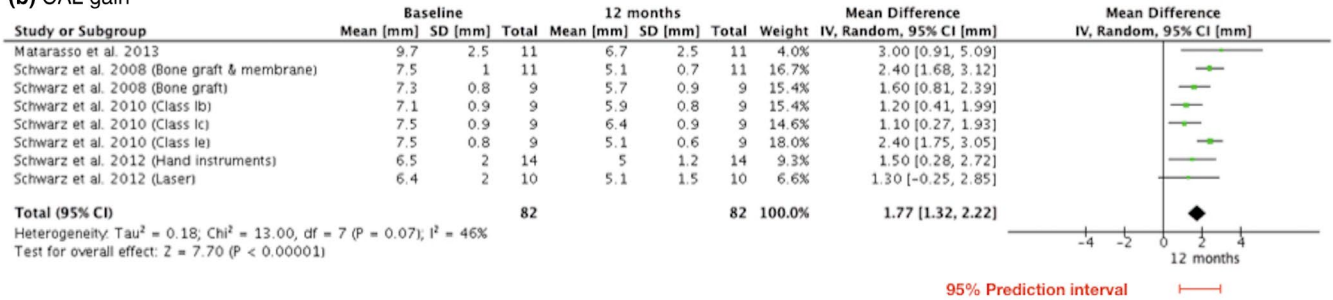 (b) CAL gain
Baseline 12 months Mean Difference Mean Difference
Study or Subgroup Mean [mm] SD [mm] Total Mean [mm] SD [mm] Total Weight IV, Random, 95% CI [mm] IV, Random, 95% CI [mm]
Matarasso et al. 2013 9.7 2.5 11 6.7 2.5 11 4.0% 3.00 [0.91, 5.09]
Schwarz et al. 2008 (Bone graft & membrane) 7.5 1 11 5.1 0.7 11 16.7% 2.40 [1.68, 3.12]
Schwarz et al. 2008 (Bone graft) 7.3 0.8 9 5.7 0.9 9 15.4% 1.60 [0.81, 2.39]
Schwarz et al. 2010 (Class Ib) 7.1 0.9 9 5.9 0.8 9 15.4% 1.20 [0.41, 1.99]
Schwarz et al. 2010 (Class Ic) 7.5 0.9 9 6.4 0.9 9 14.6% 1.10 [0.27, 1.93]
Schwarz et al. 2010 (Class Ie) 7.5 0.8 9 5.1 0.6 9 18.0% 2.40 [1.75, 3.05]
Schwarz et al. 2012 (Hand instruments) 6.5 2 14 5 1.2 14 9.3% 1.50 [0.28, 2.72]
Schwarz et al. 2012 (Laser) 6.4 2 10 5.1 1.5 10 6.6% 1.30 [-0.25, 2.85]
Total (95% CI) 82 82 100.0% 1.77 [1.32, 2.22]
Heterogeneity: Tau² = 0.18; Chi² = 13.00, df = 7 (P = 0.07); I² = 46%
Test for overall effect: Z = 7.70 (P < 0.00001)
-4 -2 0 2 4
12 months
95% Prediction interval